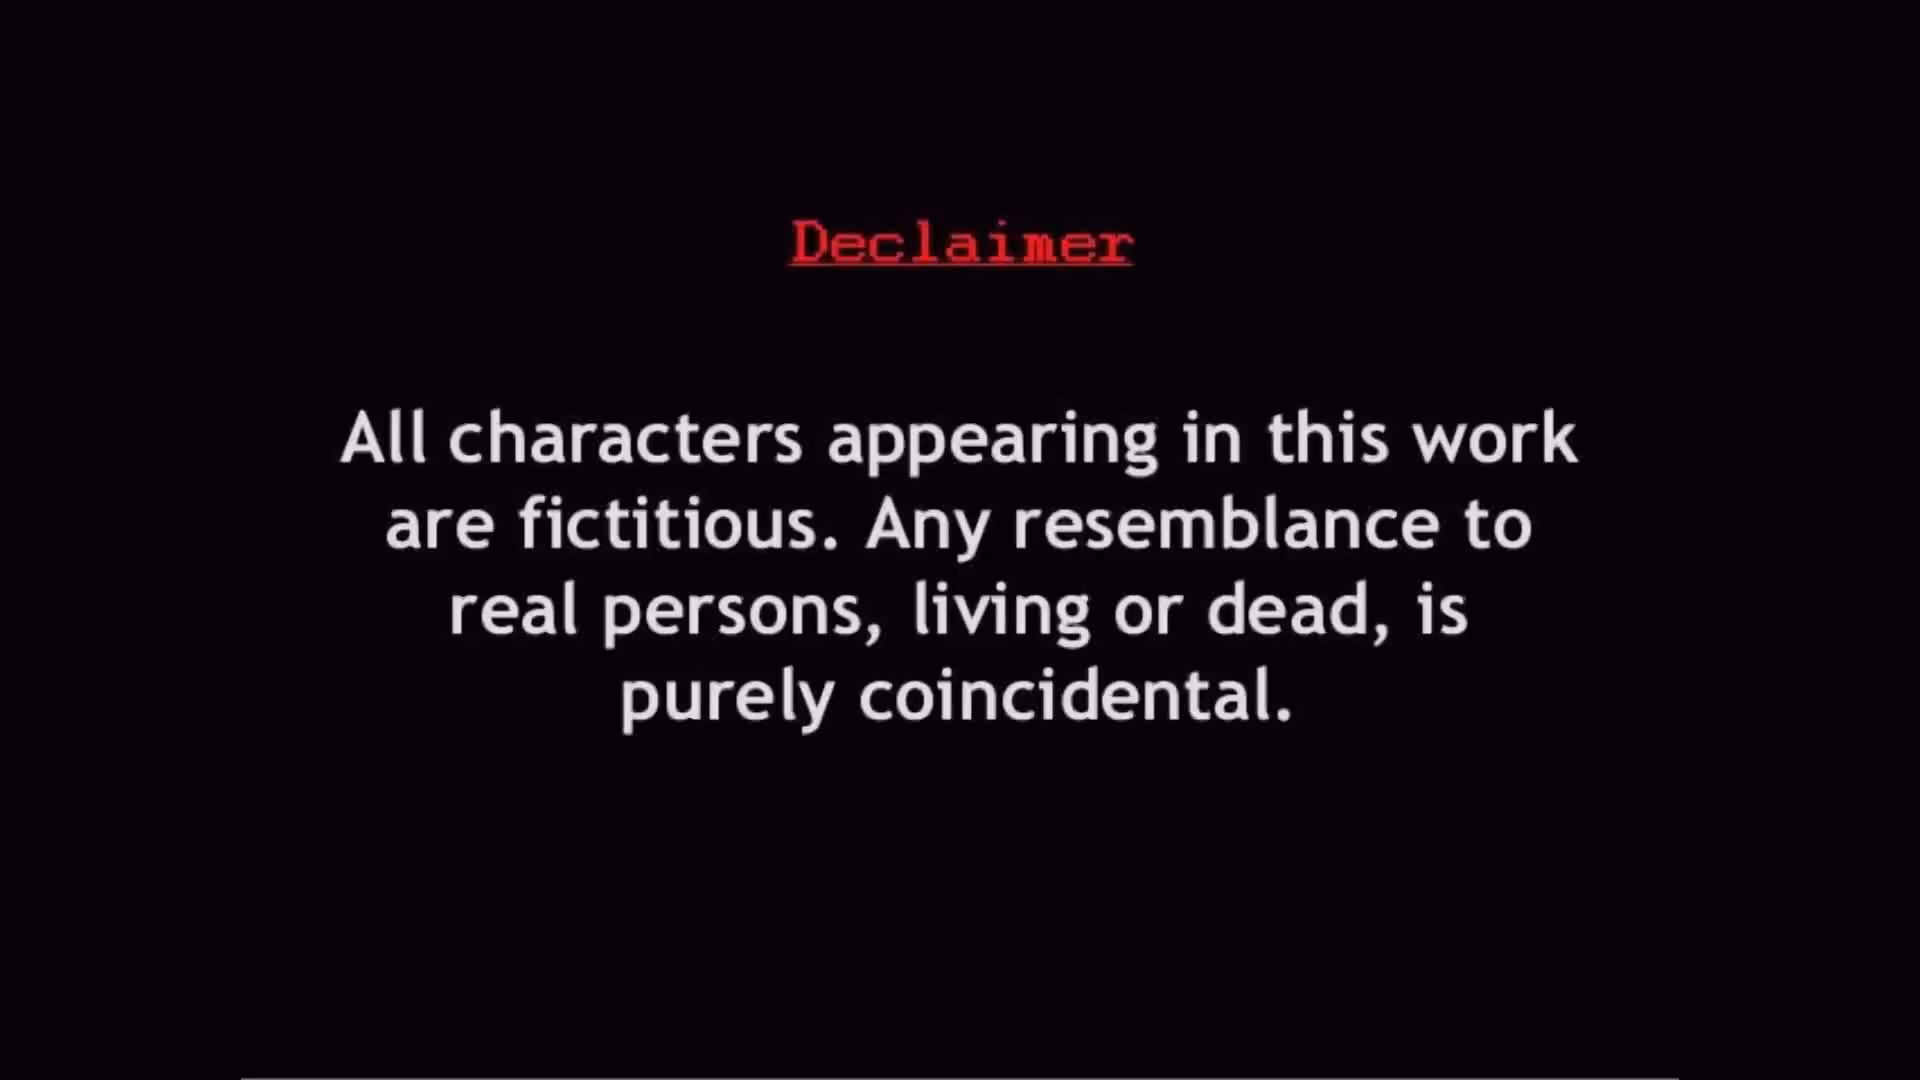 Declaimer
All characters appearing in this work
are fictitious. Any resemblance to
real persons, living or dead, is
purely coincidental.